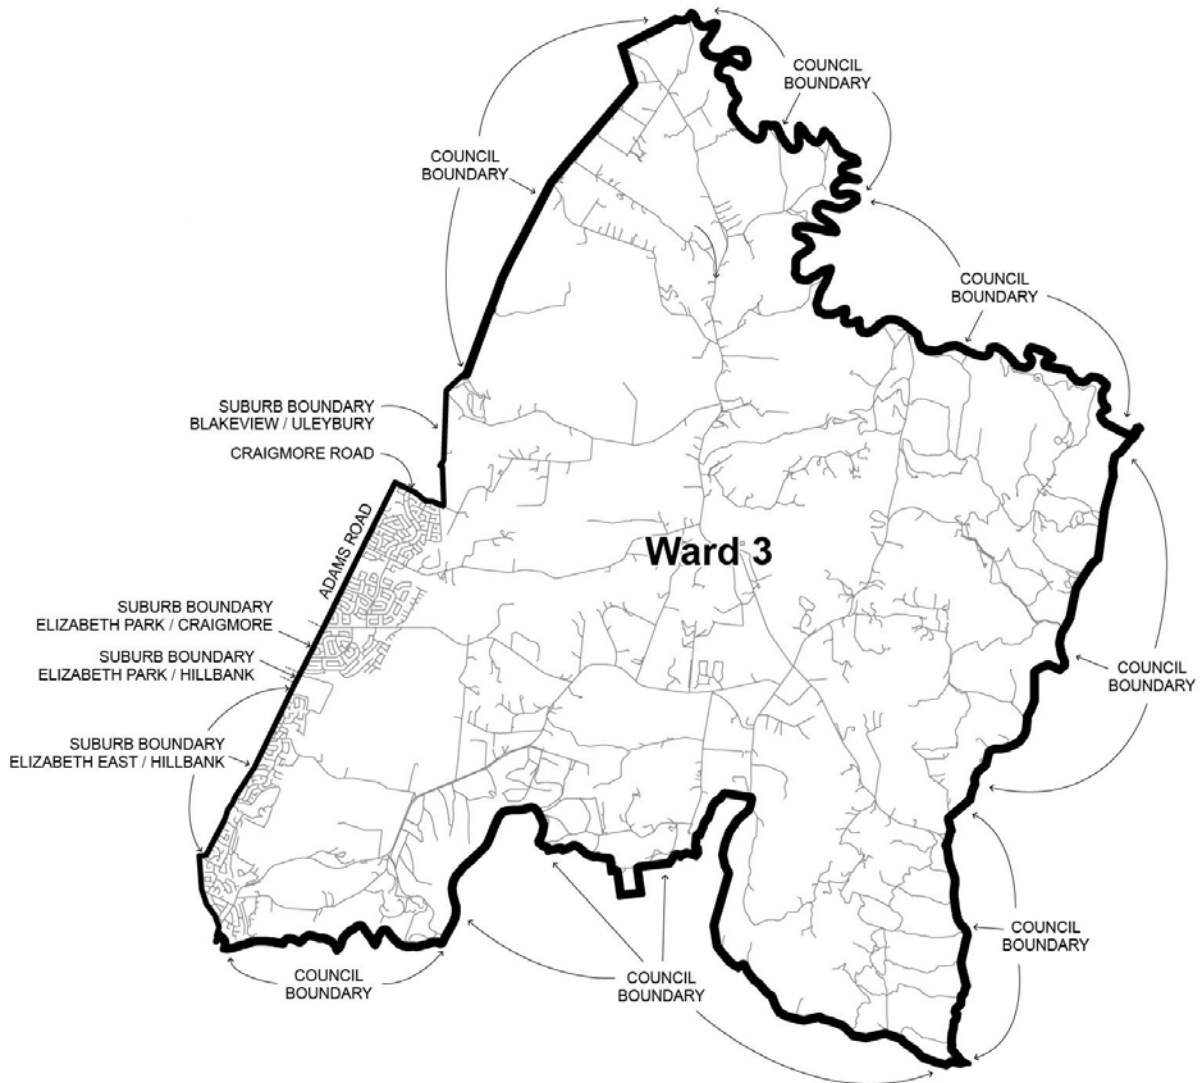 COUNCIL
BOUNDARY
COUNCIL
BOUNDARY
COUNCIL
BOUNDARY
SUBURB BOUNDARY
BLAKEVIEW / ULEYBURY
CRAIGMORE ROAD
ADAMS ROAD
Ward 3
SUBURB BOUNDARY
ELIZABETH PARK / CRAIGMORE
SUBURB BOUNDARY
ELIZABETH PARK / HILLBANK
COUNCIL
BOUNDARY
SUBURB BOUNDARY
ELIZABETH EAST / HILLBANK
COUNCIL
BOUNDARY
COUNCIL
BOUNDARY
COUNCIL
BOUNDARY